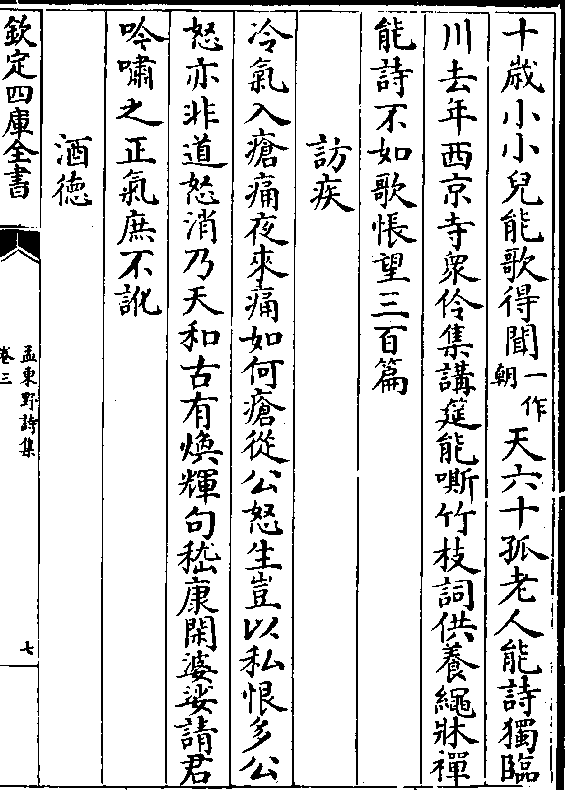 十歳小小兒能歌得聞一作朝天六十孤老人能詩獨臨
川去年西京寺衆伶集講筵能嘶竹枝詞供養繩牀禪
能詩不如歌悵望三百篇
訪疾
冷氣入瘡痛夜來痛如何瘡從公怒生豈以私恨多公
怒亦非道怒消乃天和古有煥輝句嵇康閑婆娑請君
吟嘯之正氣庶不訛
酒徳
欽定四庫全書
孟東野詩集
卷三
七